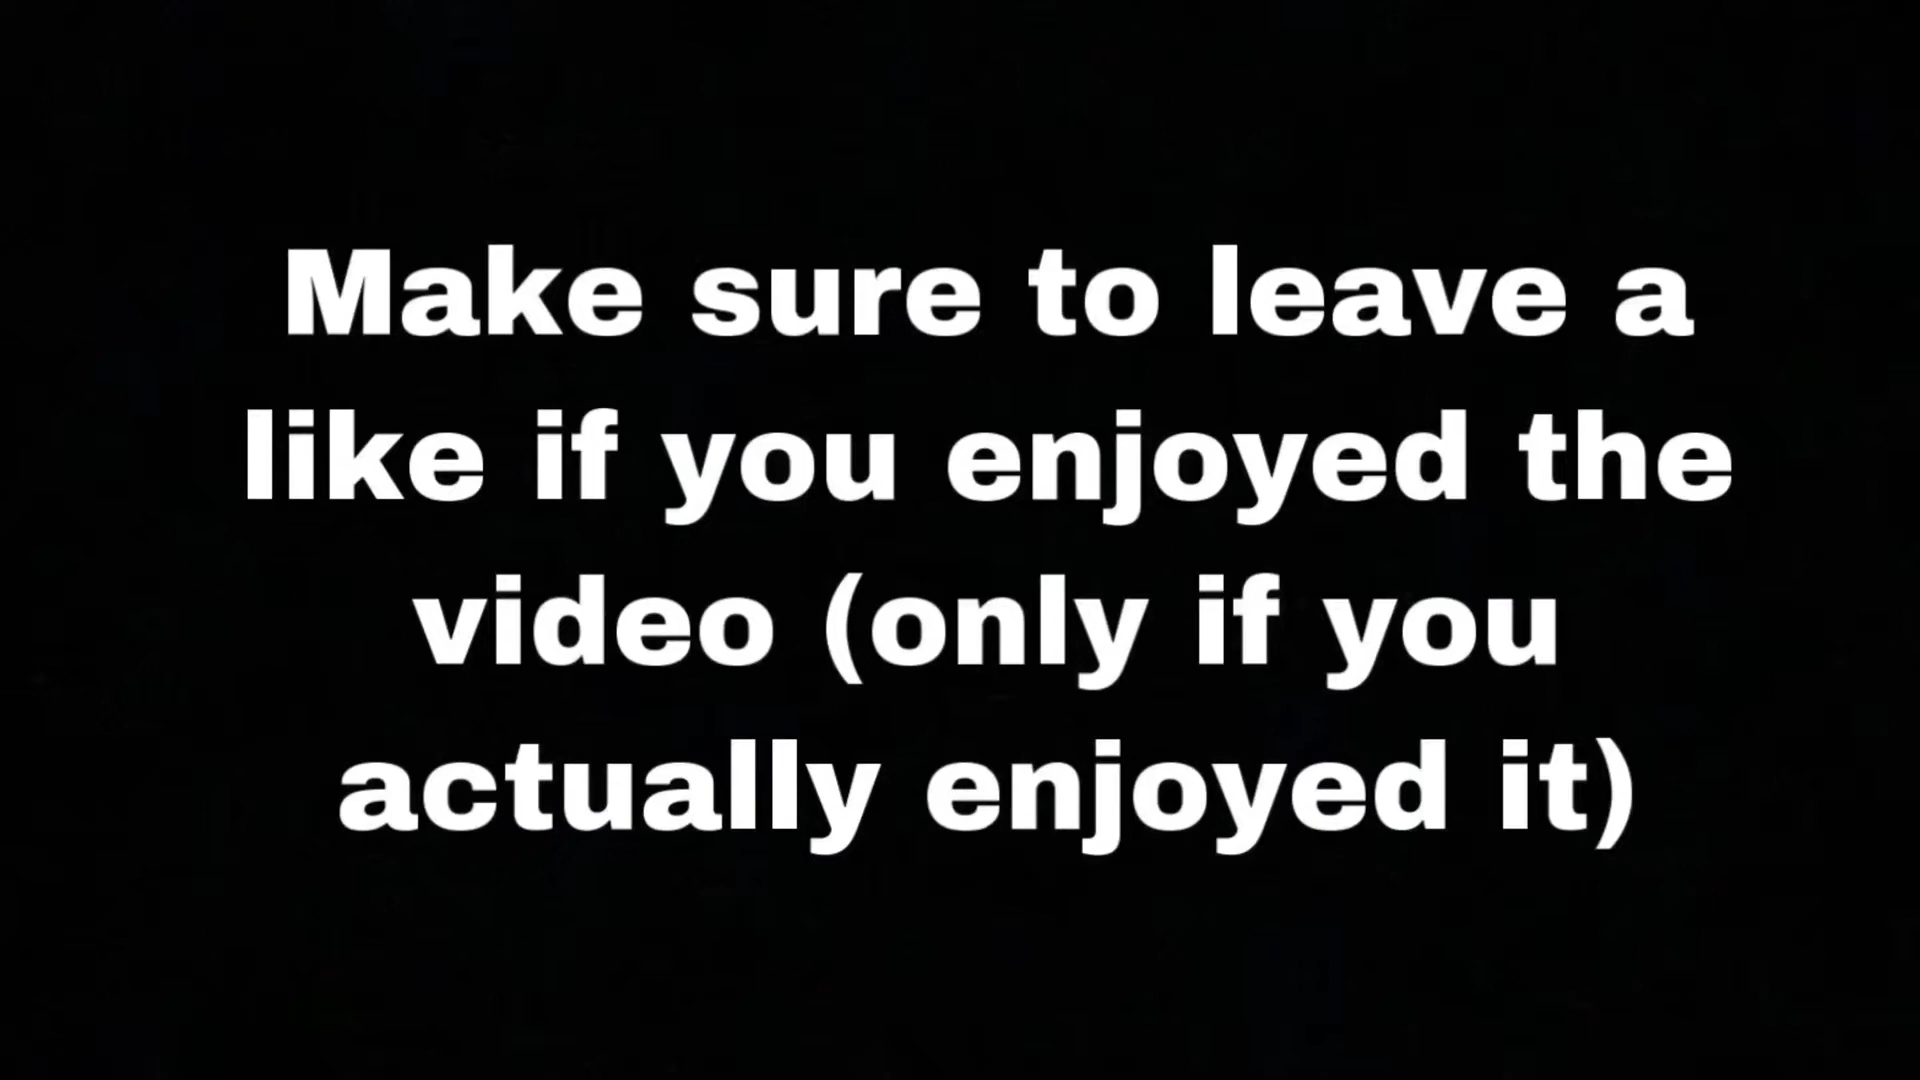 Make sure to leave a
like if you enjoyed the
video (only if you
actually enjoyed it)